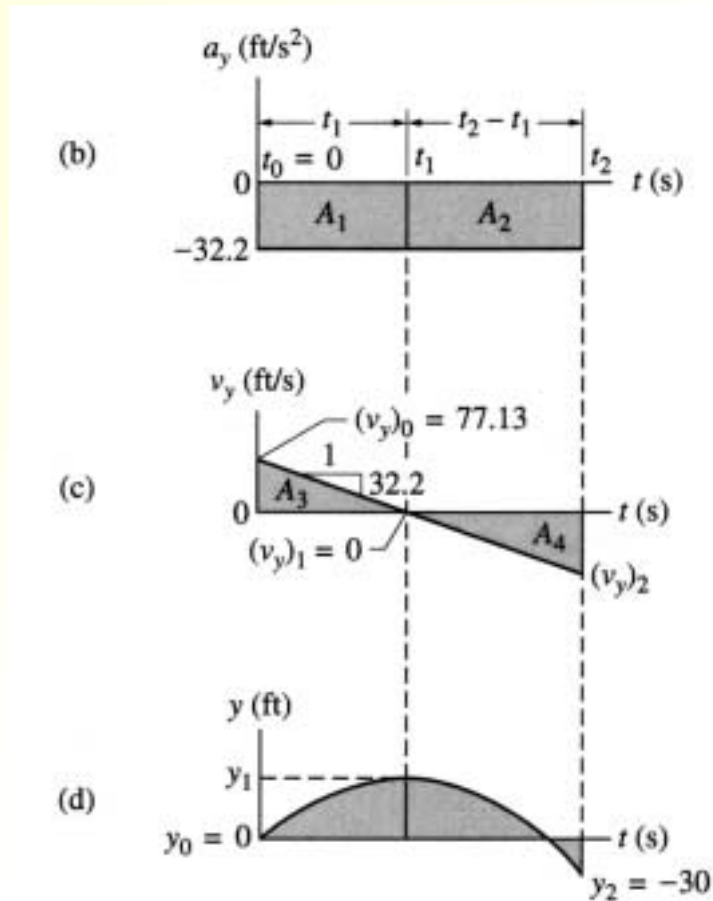 a_y (ft/s²)
t₁
t₂ – t₁
(b)
t₀ = 0
t₁
t₂
0
t (s)
A₁
A₂
–32.2
v_y (ft/s)
(v_y)₀ = 77.13
1
(c)
A₃
32.2
0
t (s)
(v_y)₁ = 0
A₄
(v_y)₂
y (ft)
y₁
(d)
y₀ = 0
t (s)
y₂ = –30